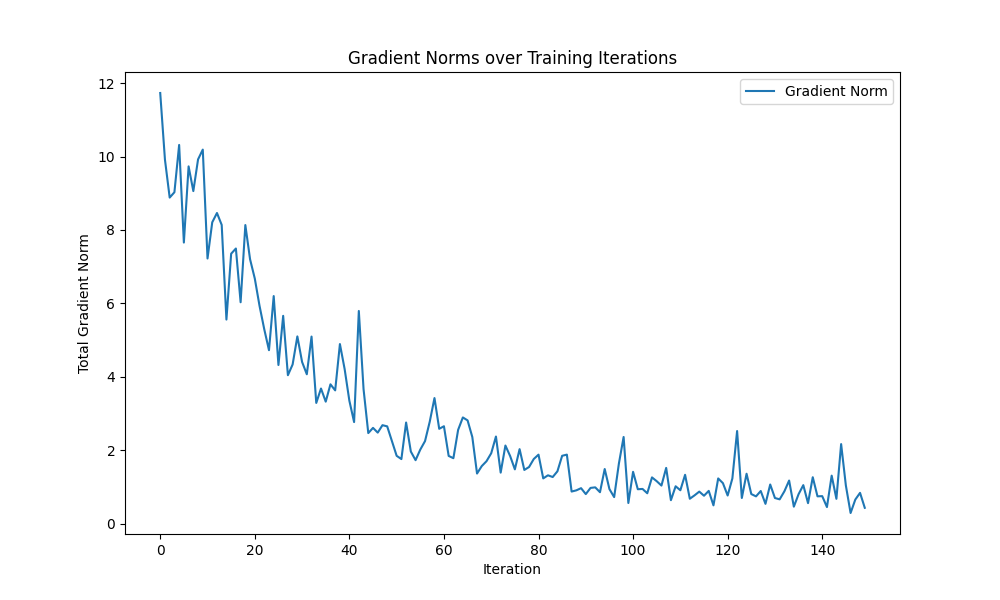 Gradient Norms over Training Iterations
Gradient Norm
Total Gradient Norm
12
10
8
6
4
2
0
0 20 40 60 80 100 120 140
Iteration